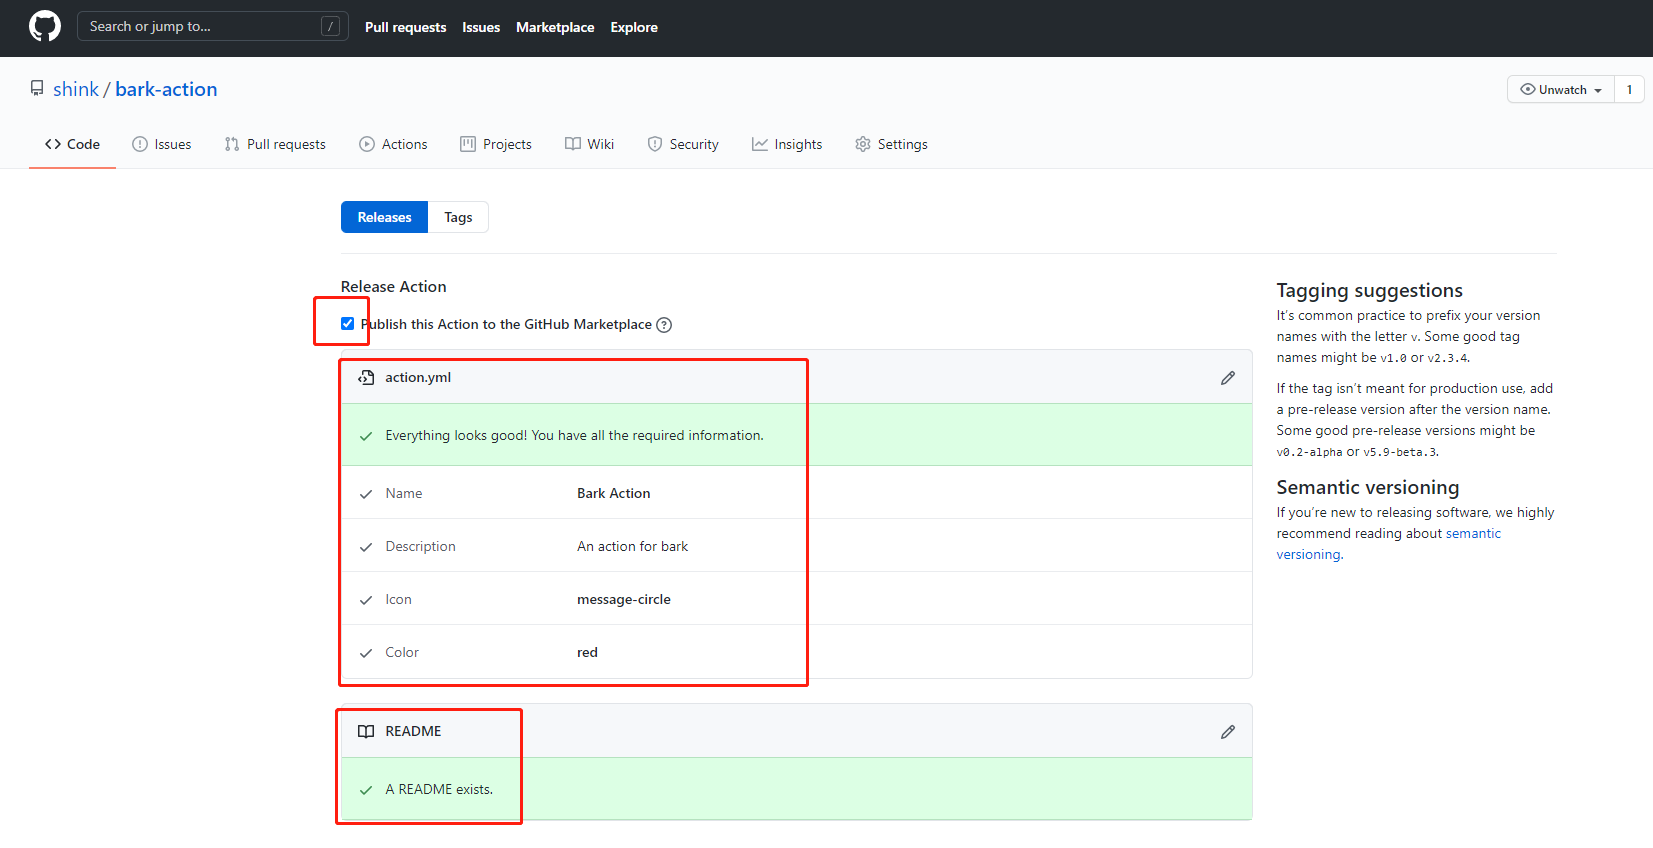 Search or jump to... /
Pull requests Issues Marketplace Explore
shink / bark-action
Unwatch 1
Code Issues Pull requests Actions Projects Wiki Security Insights Settings
Releases Tags
Release Action
Publish this Action to the GitHub Marketplace ?
action.yml
Everything looks good! You have all the required information.
Name Bark Action
Description An action for bark
Icon message-circle
Color red
README
A README exists.
Tagging suggestions
It's common practice to prefix your version
names with the letter v. Some good tag
names might be v1.0 or v2.3.4.
If the tag isn't meant for production use, add
a pre-release version after the version name.
Some good pre-release versions might be
v0.2-alpha or v5.9-beta.3.
Semantic versioning
If you're new to releasing software, we highly
recommend reading about semantic
versioning.